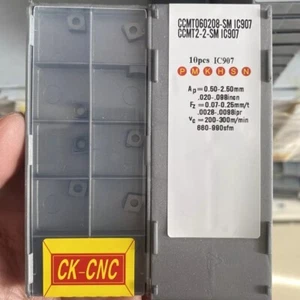 CCMT060208-SM IC907
CCMT2-2-SM IC907
10pcs IC907
P M K H S N
Ap=0.50-2.50mm
.020-.098inch
Fz=0.07-0.25mm/t
.0028-.0098ipr
Vc=200-300m/min
660-990sfm
CK-CNC